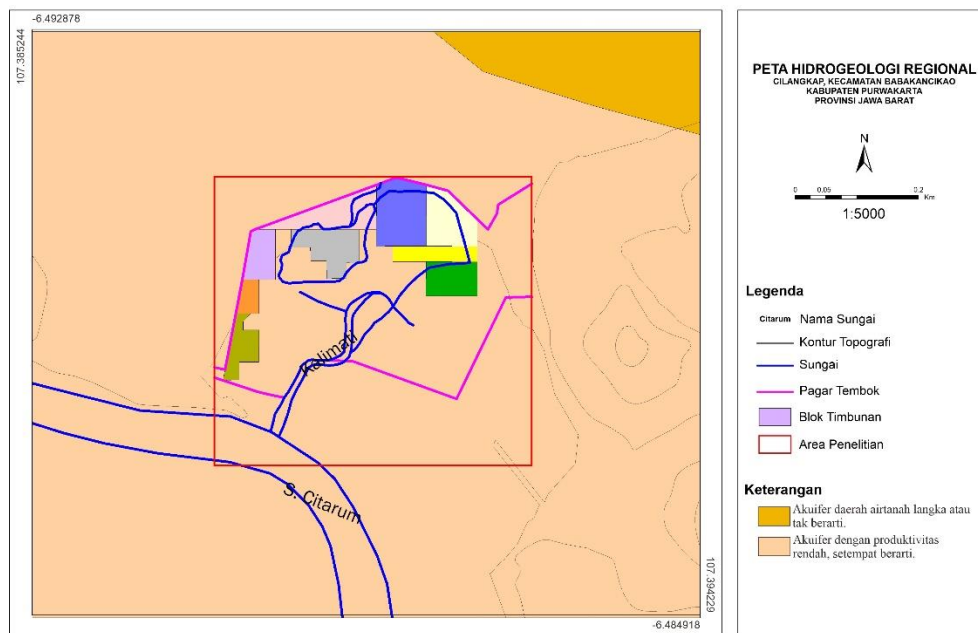 -6.492878
107.385244
Kalimati
S. Citarum
107.394229
-6.484918
PETA HIDROGEOLOGI REGIONAL
CILANGKAP, KECAMATAN BABAKANCIKAO
KABUPATEN PURWAKARTA
PROVINSI JAWA BARAT
N
0 0.05 0.2
Km
1:5000
Legenda
Citarum Nama Sungai
Kontur Topografi
Sungai
Pagar Tembok
Blok Timbunan
Area Penelitian
Keterangan
Akuifer daerah airtanah langka atau
tak berarti.
Akuifer dengan produktivitas
rendah, setempat berarti.